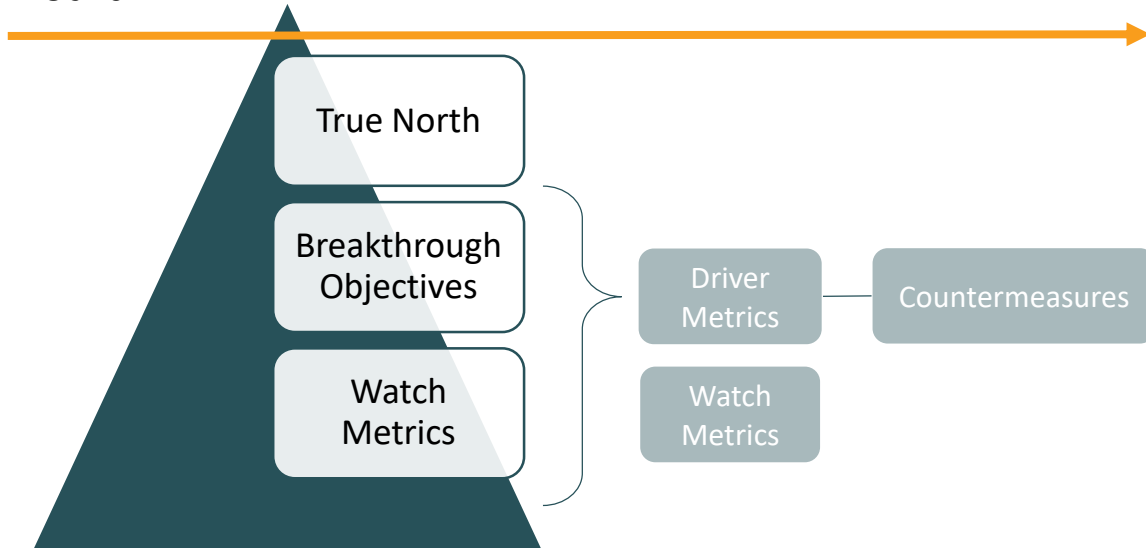 True North
Breakthrough
Objectives
Watch
Metrics
Driver
Metrics
Countermeasures
Watch
Metrics